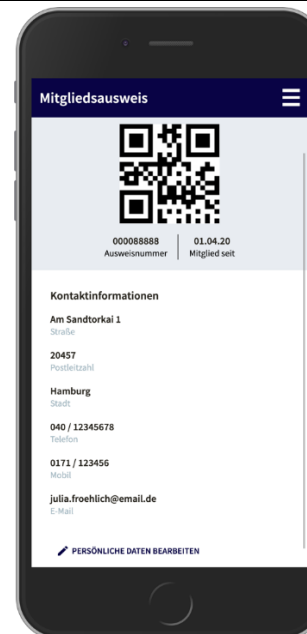 Mitgliedsausweis
000088888 01.04.20
Ausweisnummer Mitglied seit
Kontaktinformationen
Am Sandtorkai 1
Straße
20457
Postleitzahl
Hamburg
Stadt
040 / 12345678
Telefon
0171 / 123456
Mobil
julia.froehlich@email.de
E-Mail
PERSÖNLICHE DATEN BEARBEITEN